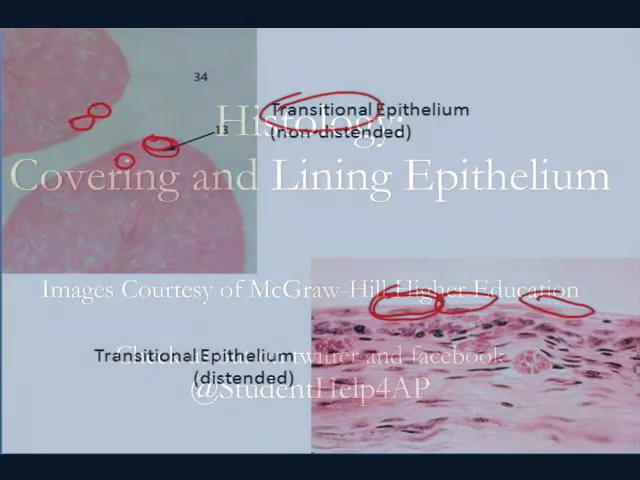 34
13
Transitional Epithelium
(non-distended)
Histology:
Covering and Lining Epithelium
Images Courtesy of McGraw-Hill Higher Education
Transitional Epithelium
(distended)
twitter and facebook
@StudentHelp4AP